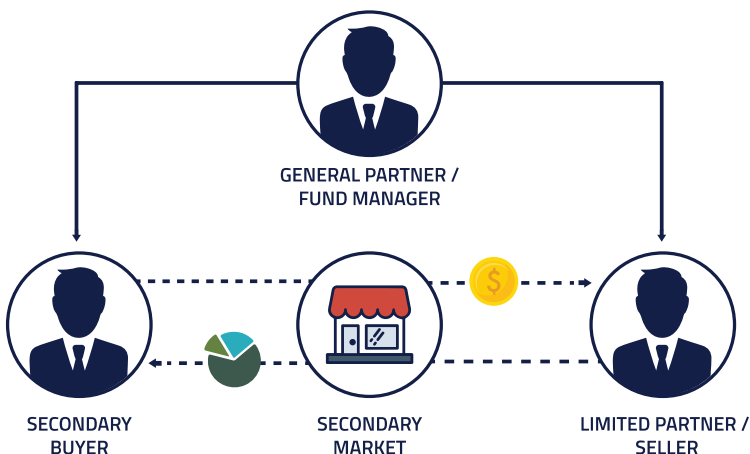 GENERAL PARTNER /
FUND MANAGER
$
SECONDARY
BUYER
SECONDARY
MARKET
LIMITED PARTNER /
SELLER